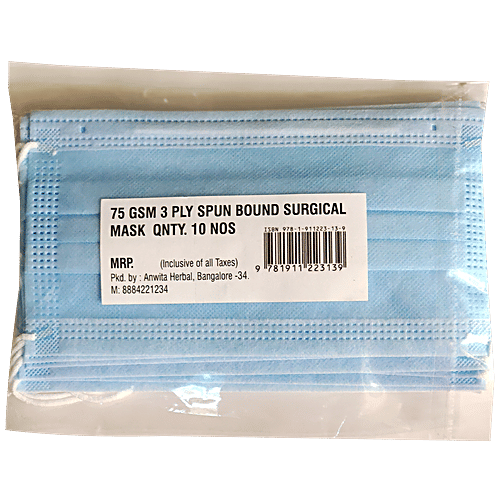 75 GSM 3 PLY SPUN BOUND SURGICAL
MASK QNTY. 10 NOS
ISBN 978-1-911223-13-9
MRP. (Inclusive of all Taxes)
9 781911 223139
Pkd. by : Anwita Herbal, Bangalore -34.
M: 8884221234